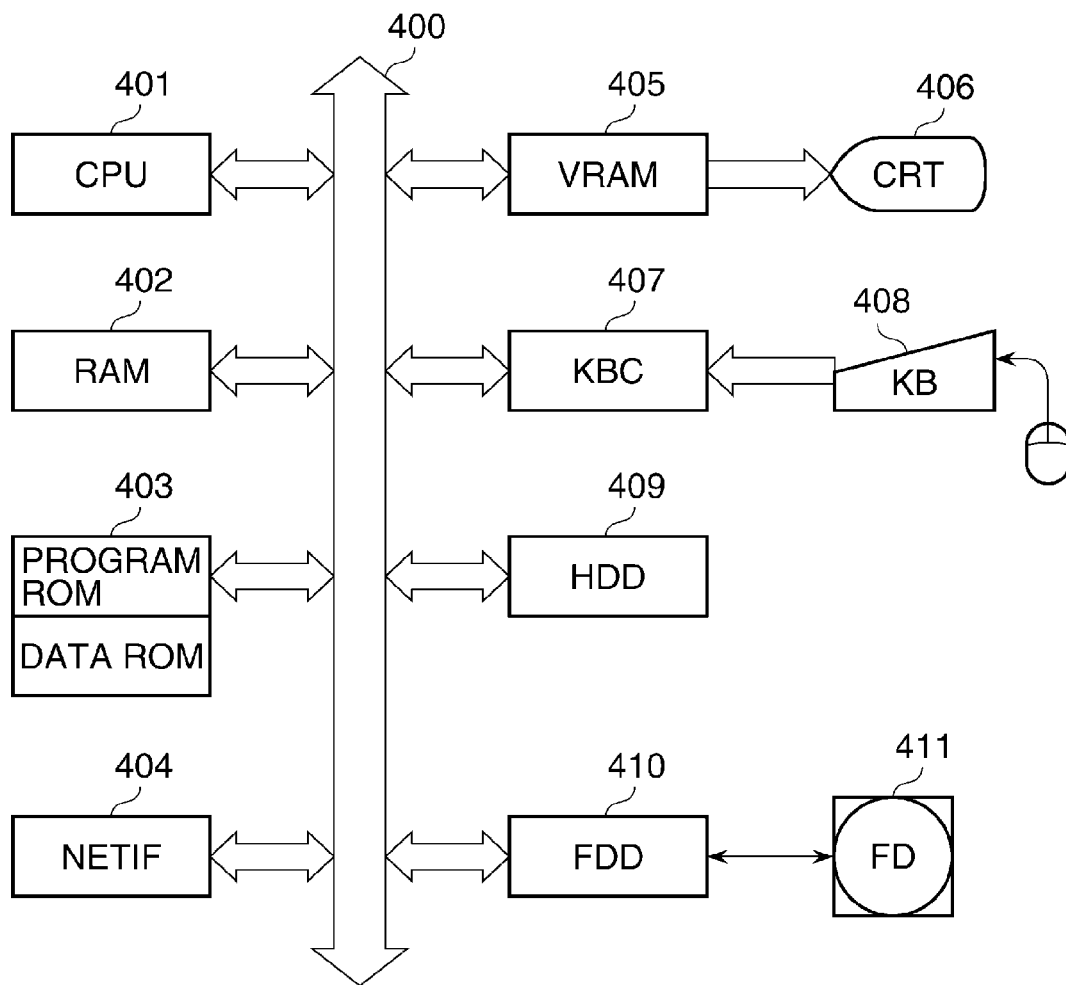 400
401
405
406
CPU
VRAM
CRT
402
407
408
RAM
KBC
KB
403
409
PROGRAM
ROM
HDD
DATA ROM
404
410
411
NETIF
FDD
FD